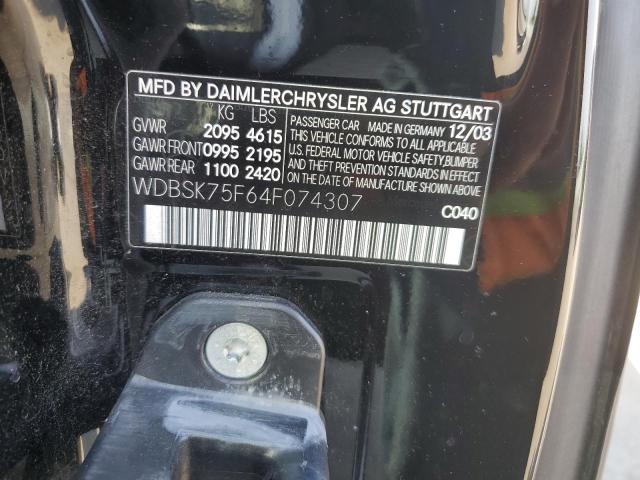 MFD BY DAIMLERCHRYSLER AG STUTTGART
KG LBS
GVWR 2095 4615
GAWR FRONT 0995 2195
GAWR REAR 1100 2420
PASSENGER CAR MADE IN GERMANY 12/03
THIS VEHICLE CONFORMS TO ALL APPLICABLE
U.S. FEDERAL MOTOR VEHICLE SAFETY,BUMPER,
AND THEFT PREVENTION STANDARDS IN
EFFECT ON THE DATE OF MANUFACTURE
SHOWN ABOVE.
WDBSK75F64F074307
C040